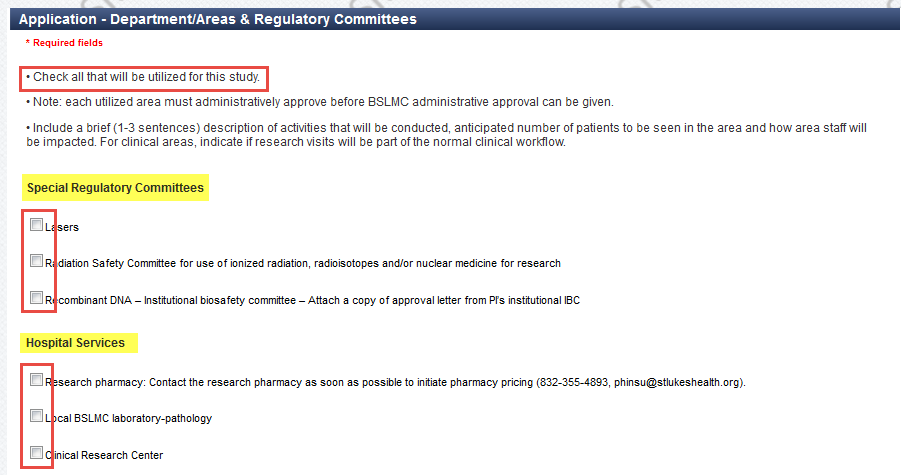 Application - Department/Areas & Regulatory Committees
* Required fields
• Check all that will be utilized for this study.
• Note: each utilized area must administratively approve before BSLMC administrative approval can be given.
• Include a brief (1-3 sentences) description of activities that will be conducted, anticipated number of patients to be seen in the area and how area staff will
be impacted. For clinical areas, indicate if research visits will be part of the normal clinical workflow.
Special Regulatory Committees
Lasers
Radiation Safety Committee for use of ionized radiation, radioisotopes and/or nuclear medicine for research
Recombinant DNA – Institutional biosafety committee – Attach a copy of approval letter from PI's institutional IBC
Hospital Services
Research pharmacy: Contact the research pharmacy as soon as possible to initiate pharmacy pricing (832-355-4893, phinsu@stlukeshealth.org).
Local BSLMC laboratory-pathology
Clinical Research Center